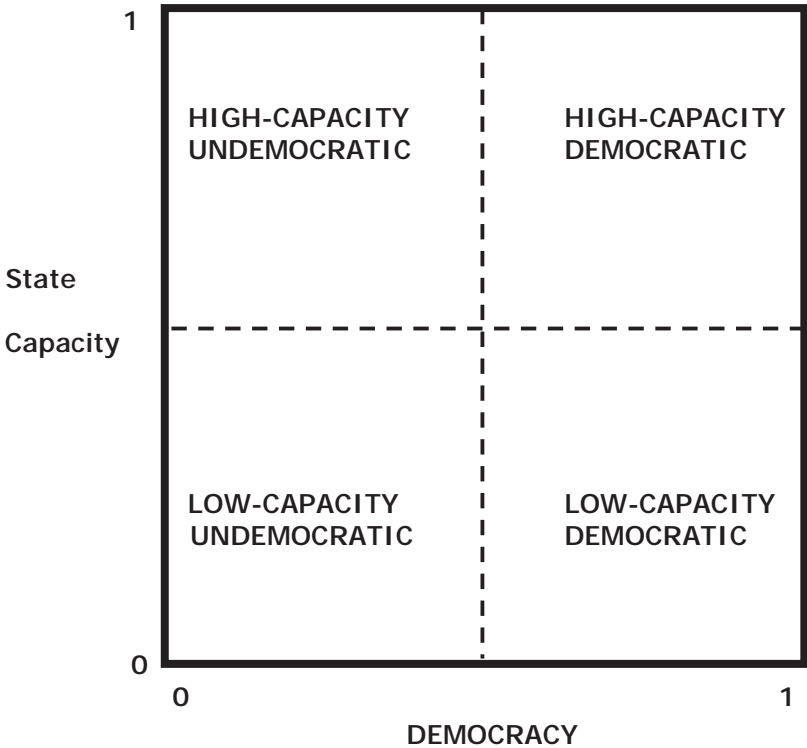 1
HIGH-CAPACITY
UNDEMOCRATIC
HIGH-CAPACITY
DEMOCRATIC
State
Capacity
LOW-CAPACITY
UNDEMOCRATIC
LOW-CAPACITY
DEMOCRATIC
0
0
1
DEMOCRACY